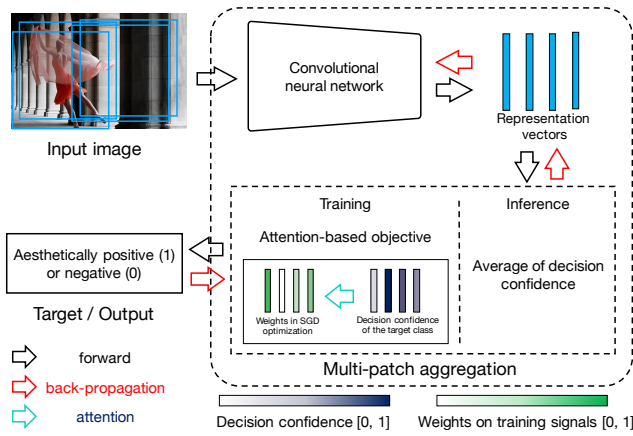 Convolutional
neural network
Representation
vectors
Input image
Training
Inference
Attention-based objective
Aesthetically positive (1)
or negative (0)
Average of decision
confidence
Weights in SGD
optimization
Decision confidence
of the target class
Target / Output
forward
back-propagation
attention
Multi-patch aggregation
Decision confidence [0, 1]
Weights on training signals [0, 1]